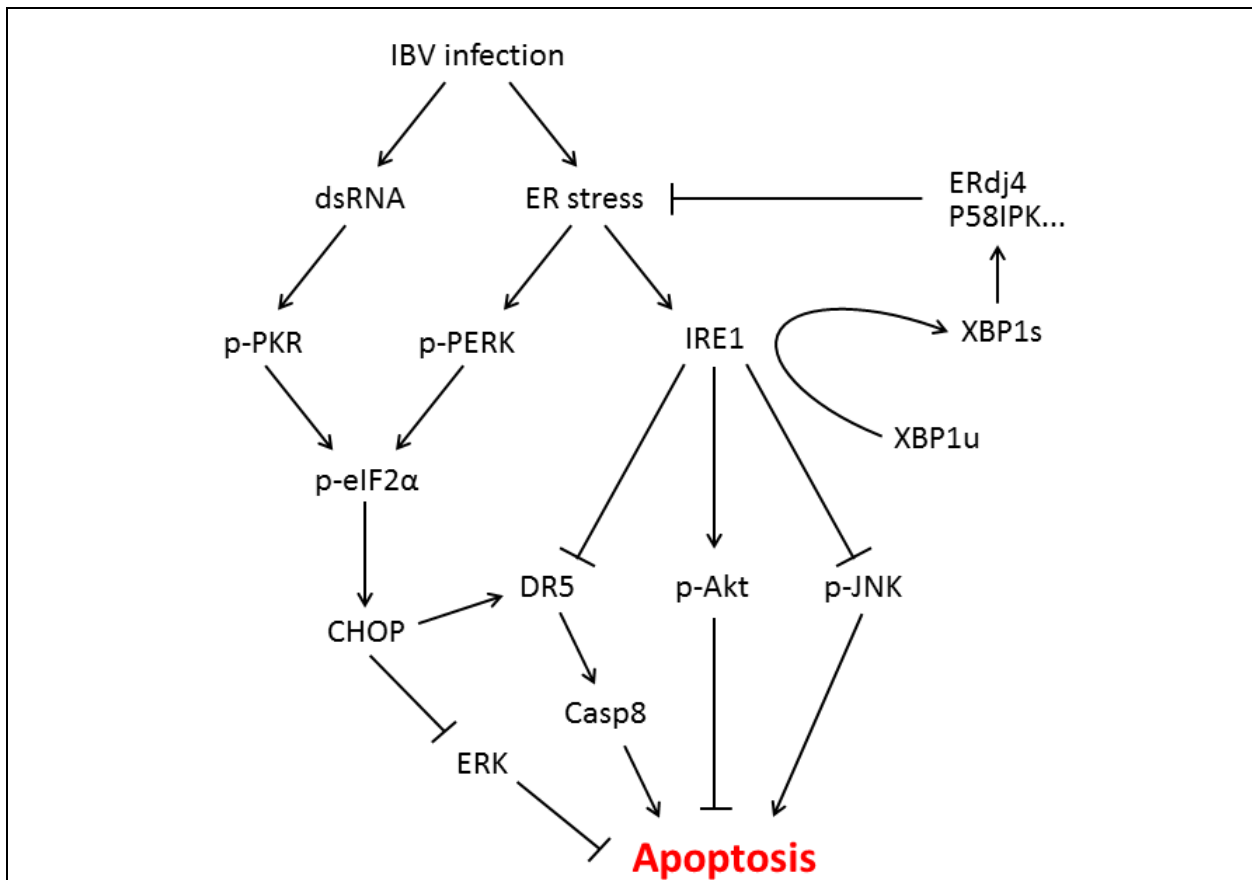 IBV infection
dsRNA
ER stress
ERdj4
P58IPK...
p-PKR
p-PERK
IRE1
XBP1s
XBP1u
p-eIF2α
DR5
p-Akt
p-JNK
CHOP
Casp8
ERK
Apoptosis